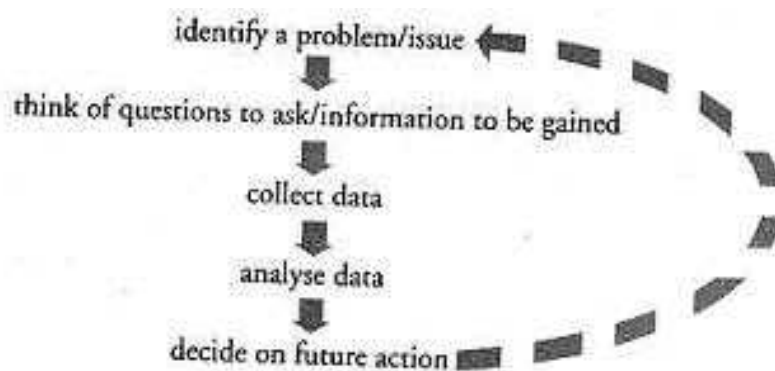 identify a problem/issue
think of questions to ask/information to be gained
collect data
analyse data
decide on future action